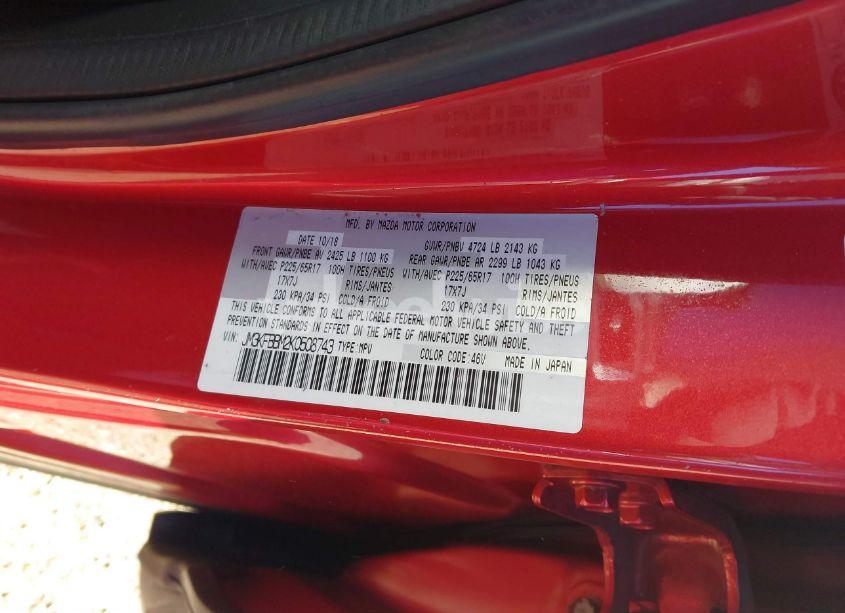 MFD. BY MAZDA MOTOR CORPORATION
DATE 10/18 GVWR/PNBV 4724 LB 2143 KG
FRONT GAWR/PNBE AV 2425 LB 1100 KG REAR GAWR/PNBE AR 2299 LB 1043 KG
WITH/AVEC P225/65R17 100H TIRES/PNEUS WITH/AVEC P225/65R17 100H TIRES/PNEUS
17X7J RIMS/JANTES 17X7J RIMS/JANTES
230 KPA/34 PSI COLD/A FROID 230 KPA/34 PSI COLD/A FROID
THIS VEHICLE CONFORMS TO ALL APPLICABLE FEDERAL MOTOR VEHICLE SAFETY AND THEFT
PREVENTION STANDARDS IN EFFECT ON THE DATE OF MANUFACTURE SHOWN ABOVE.
VIN: JM3KFBBM2K0508743 TYPE: MPV COLOR CODE: 46V MADE IN JAPAN